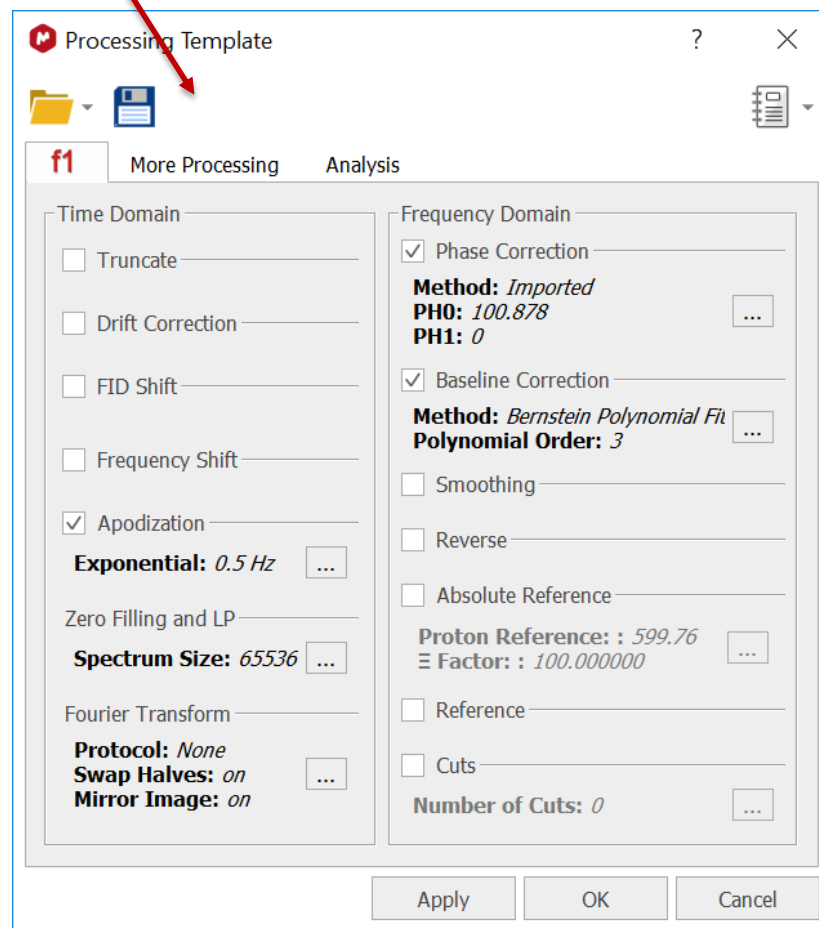 Processing Template
?
f1 More Processing Analysis
Time Domain
Truncate
Drift Correction
FID Shift
Frequency Shift
Apodization
Exponential: 0.5 Hz ...
Zero Filling and LP
Spectrum Size: 65536 ...
Fourier Transform
Protocol: None
Swap Halves: on ...
Mirror Image: on
Frequency Domain
Phase Correction
Method: Imported
PH0: 100.878 ...
PH1: 0
Baseline Correction
Method: Bernstein Polynomial Fit ...
Polynomial Order: 3
Smoothing
Reverse
Absolute Reference
Proton Reference: : 599.76 ...
Ξ Factor: : 100.000000
Reference
Cuts
Number of Cuts: 0 ...
Apply OK Cancel